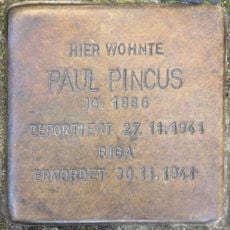 HIER WOHNTE
PAUL PINCUS
JG. 1886
DEPORTIERT 27.11.1941
RIGA
ERMORDET 30.11.1941